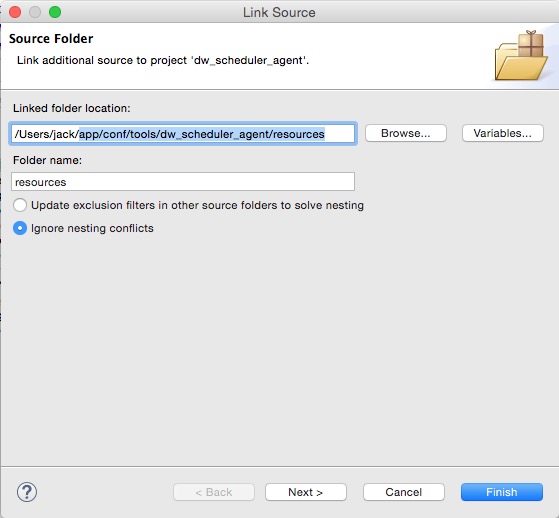 Link Source
Source Folder
Link additional source to project 'dw_scheduler_agent'.
Linked folder location:
/Users/jack/app/conf/tools/dw_scheduler_agent/resources
Browse...
Variables...
Folder name:
resources
Update exclusion filters in other source folders to solve nesting
Ignore nesting conflicts
?
< Back
Next >
Cancel
Finish